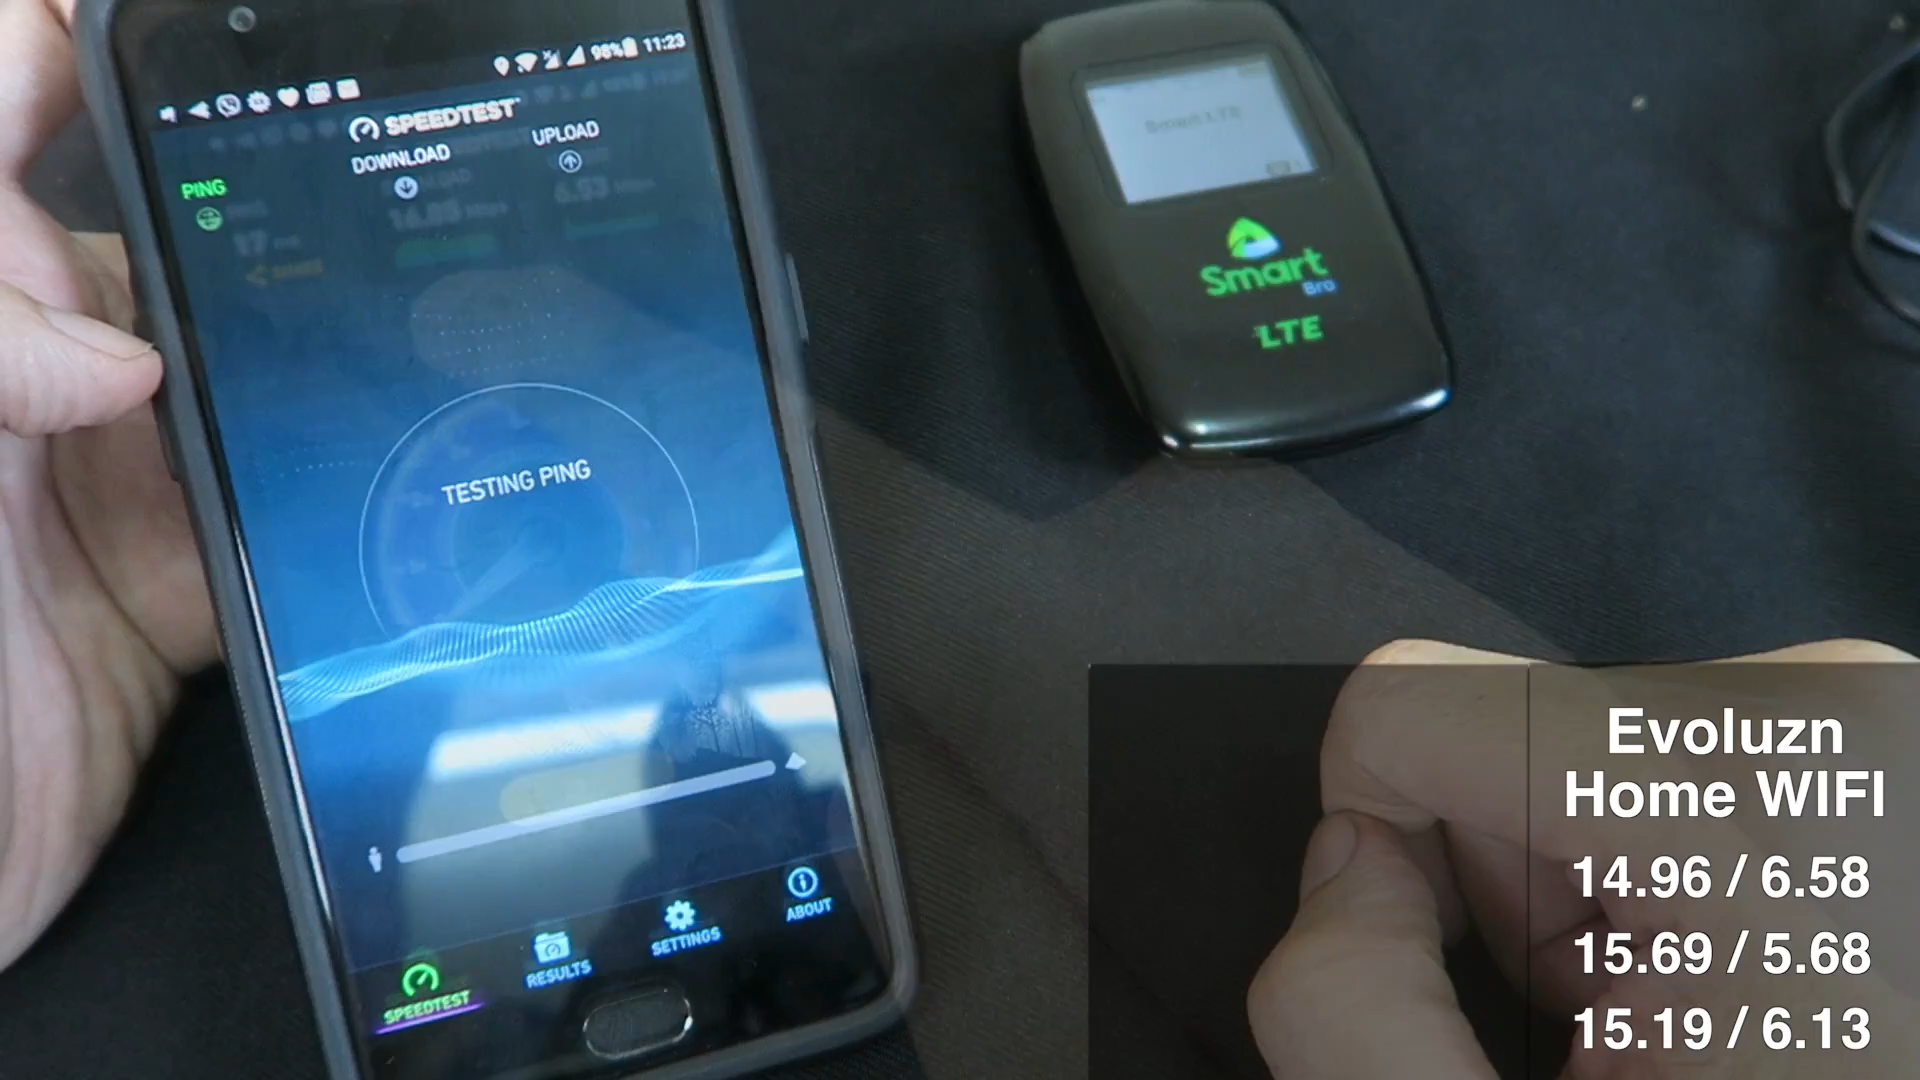 98% 11:23
SPEEDTEST
PING
DOWNLOAD
UPLOAD
TESTING PING
SPEEDTEST
RESULTS
SETTINGS
ABOUT
Smart
Bro
LTE
Evoluzn
Home WIFI
14.96 / 6.58
15.69 / 5.68
15.19 / 6.13